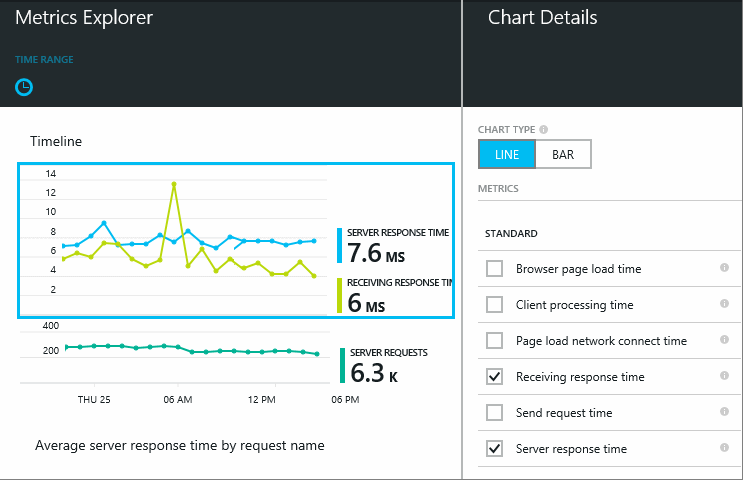 Metrics Explorer
TIME RANGE
Timeline
14
12
10
8
6
4
2
SERVER RESPONSE TIME
7.6 MS
RECEIVING RESPONSE TIM
6 MS
400
200
SERVER REQUESTS
6.3 K
THU 25
06 AM
12 PM
06 PM
Average server response time by request name
Chart Details
CHART TYPE
LINE
BAR
METRICS
STANDARD
Browser page load time
Client processing time
Page load network connect time
Receiving response time
Send request time
Server response time